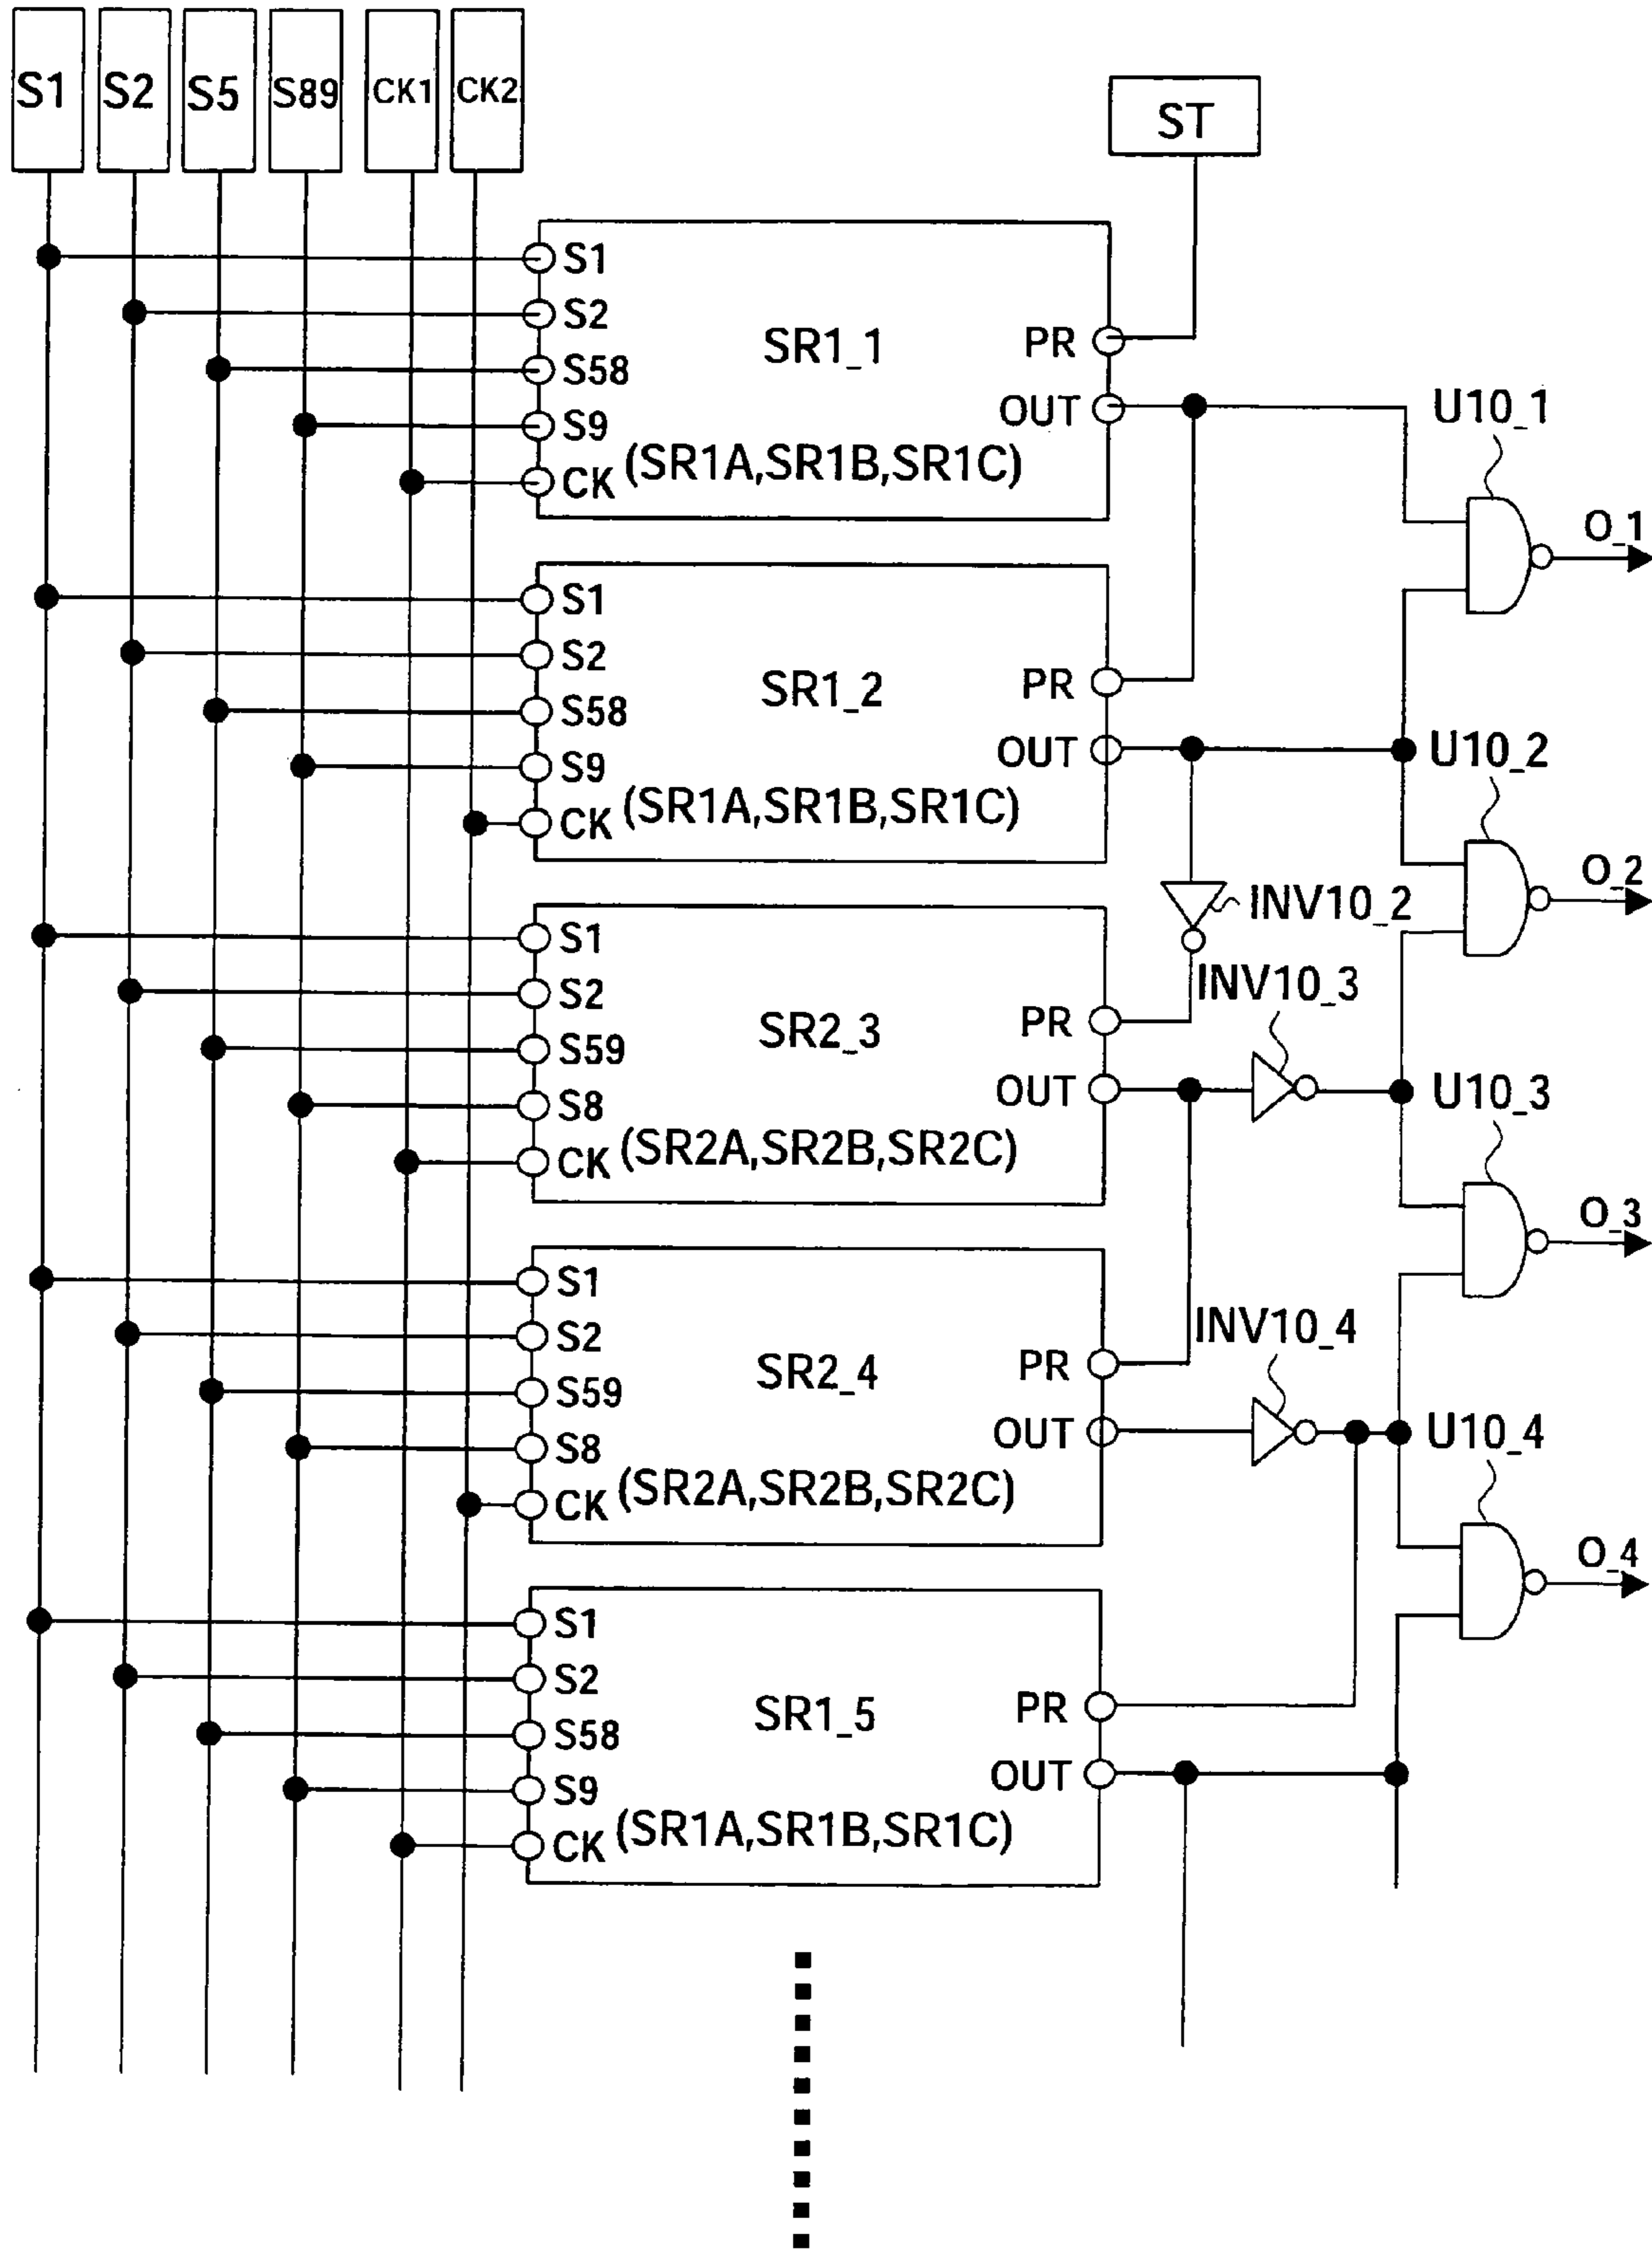 S1 S2 S5 S89 CK1 CK2
ST
S1
S2
SR1_1
PR
S58
OUT
U10_1
S9
(SR1A,SR1B,SR1C)
CK
O_1
S1
S2
SR1_2
PR
S58
OUT
U10_2
S9
(SR1A,SR1B,SR1C)
CK
O_2
INV10_2
S1
INV10_3
S2
SR2_3
PR
S59
OUT
U10_3
S8
(SR2A,SR2B,SR2C)
CK
O_3
S1
INV10_4
S2
SR2_4
PR
S59
OUT
U10_4
S8
(SR2A,SR2B,SR2C)
CK
O_4
S1
S2
SR1_5
PR
S58
OUT
S9
(SR1A,SR1B,SR1C)
CK